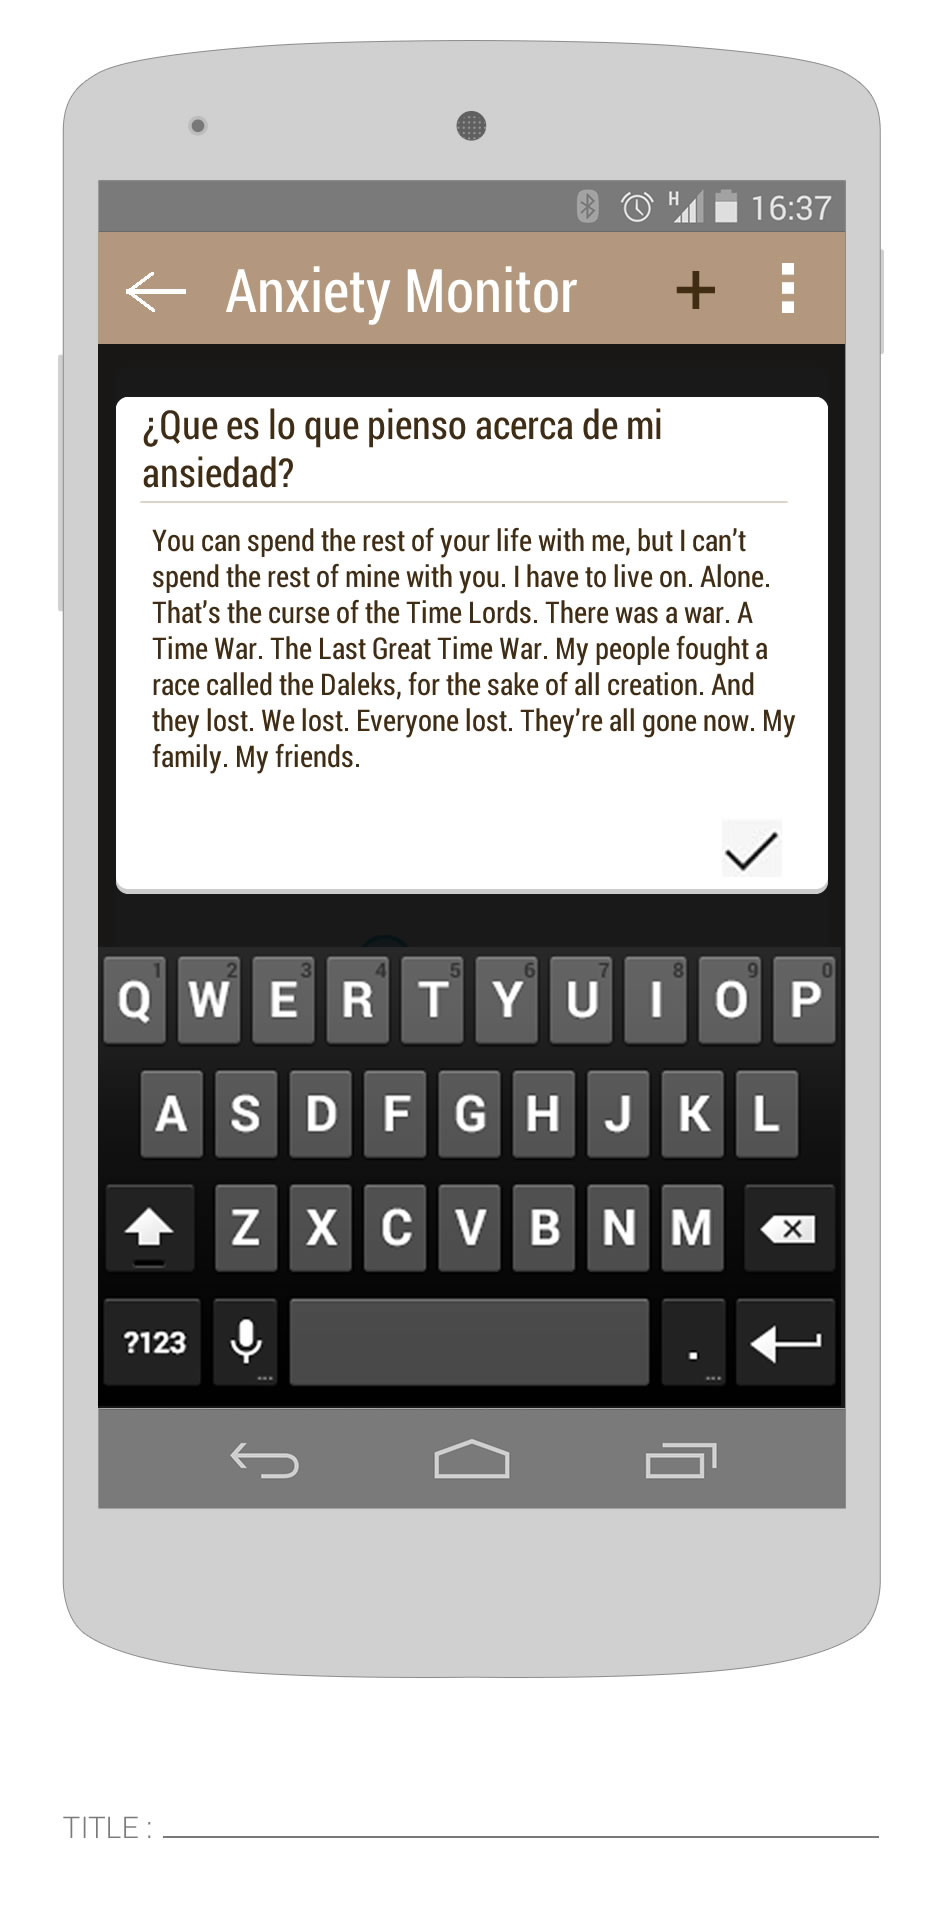 H 16:37
Anxiety Monitor
¿Que es lo que pienso acerca de mi
ansiedad?
You can spend the rest of your life with me, but I can’t
spend the rest of mine with you. I have to live on. Alone.
That’s the curse of the Time Lords. There was a war. A
Time War. The Last Great Time War. My people fought a
race called the Daleks, for the sake of all creation. And
they lost. We lost. Everyone lost. They’re all gone now. My
family. My friends.
1 2 3 4 5 6 7 8 9 0
Q W E R T Y U I O P
A S D F G H J K L
Z X C V B N M
?123 ... . ...
TITLE :